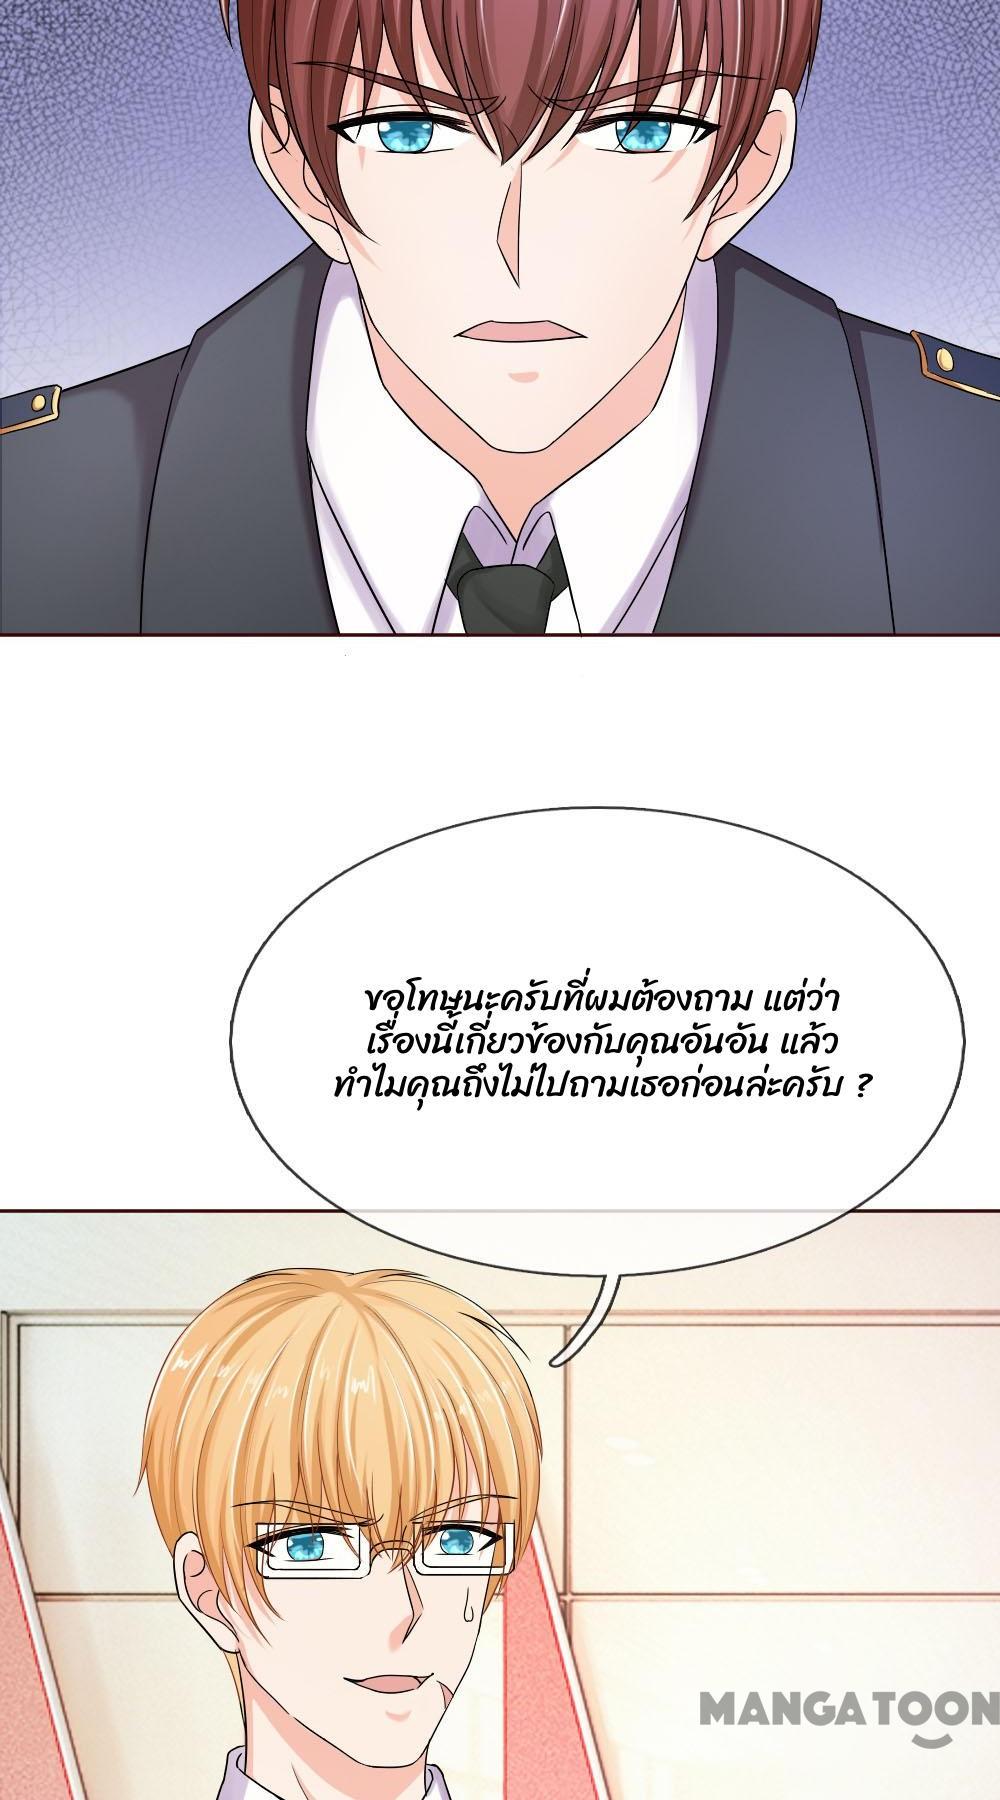 ขอโทษนะครับที่ผมต้องถาม แต่ว่า
เรื่องนี้เกี่ยวข้องกับคุณอันอัน แล้ว
ทำไมคุณถึงไม่ไปถามเธอก่อนล่ะครับ ?
MANGATOON